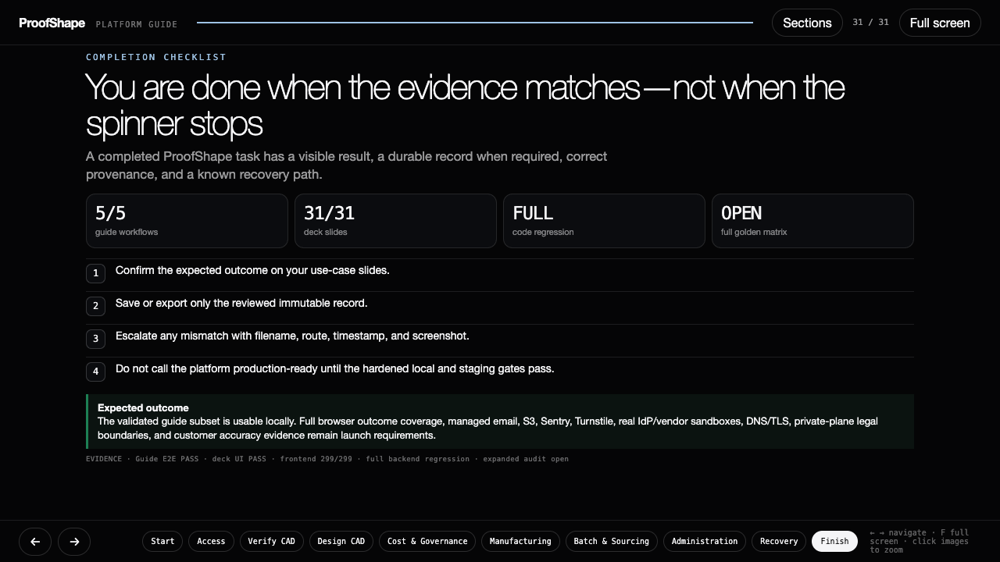 ProofShape PLATFORM GUIDE
Sections 31 / 31 Full screen
COMPLETION CHECKLIST
You are done when the evidence matches—not when the
spinner stops
A completed ProofShape task has a visible result, a durable record when required, correct
provenance, and a known recovery path.
5/5
guide workflows
31/31
deck slides
FULL
code regression
OPEN
full golden matrix
1 Confirm the expected outcome on your use-case slides.
2 Save or export only the reviewed immutable record.
3 Escalate any mismatch with filename, route, timestamp, and screenshot.
4 Do not call the platform production-ready until the hardened local and staging gates pass.
Expected outcome
The validated guide subset is usable locally. Full browser outcome coverage, managed email, S3, Sentry, Turnstile, real IdP/vendor sandboxes, DNS/TLS, private-plane legal
boundaries, and customer accuracy evidence remain launch requirements.
EVIDENCE · Guide E2E PASS · deck UI PASS · frontend 299/299 · full backend regression · expanded audit open
← → Start Access Verify CAD Design CAD Cost & Governance Manufacturing Batch & Sourcing Administration Recovery Finish
← → navigate · F full
screen · click images
to zoom